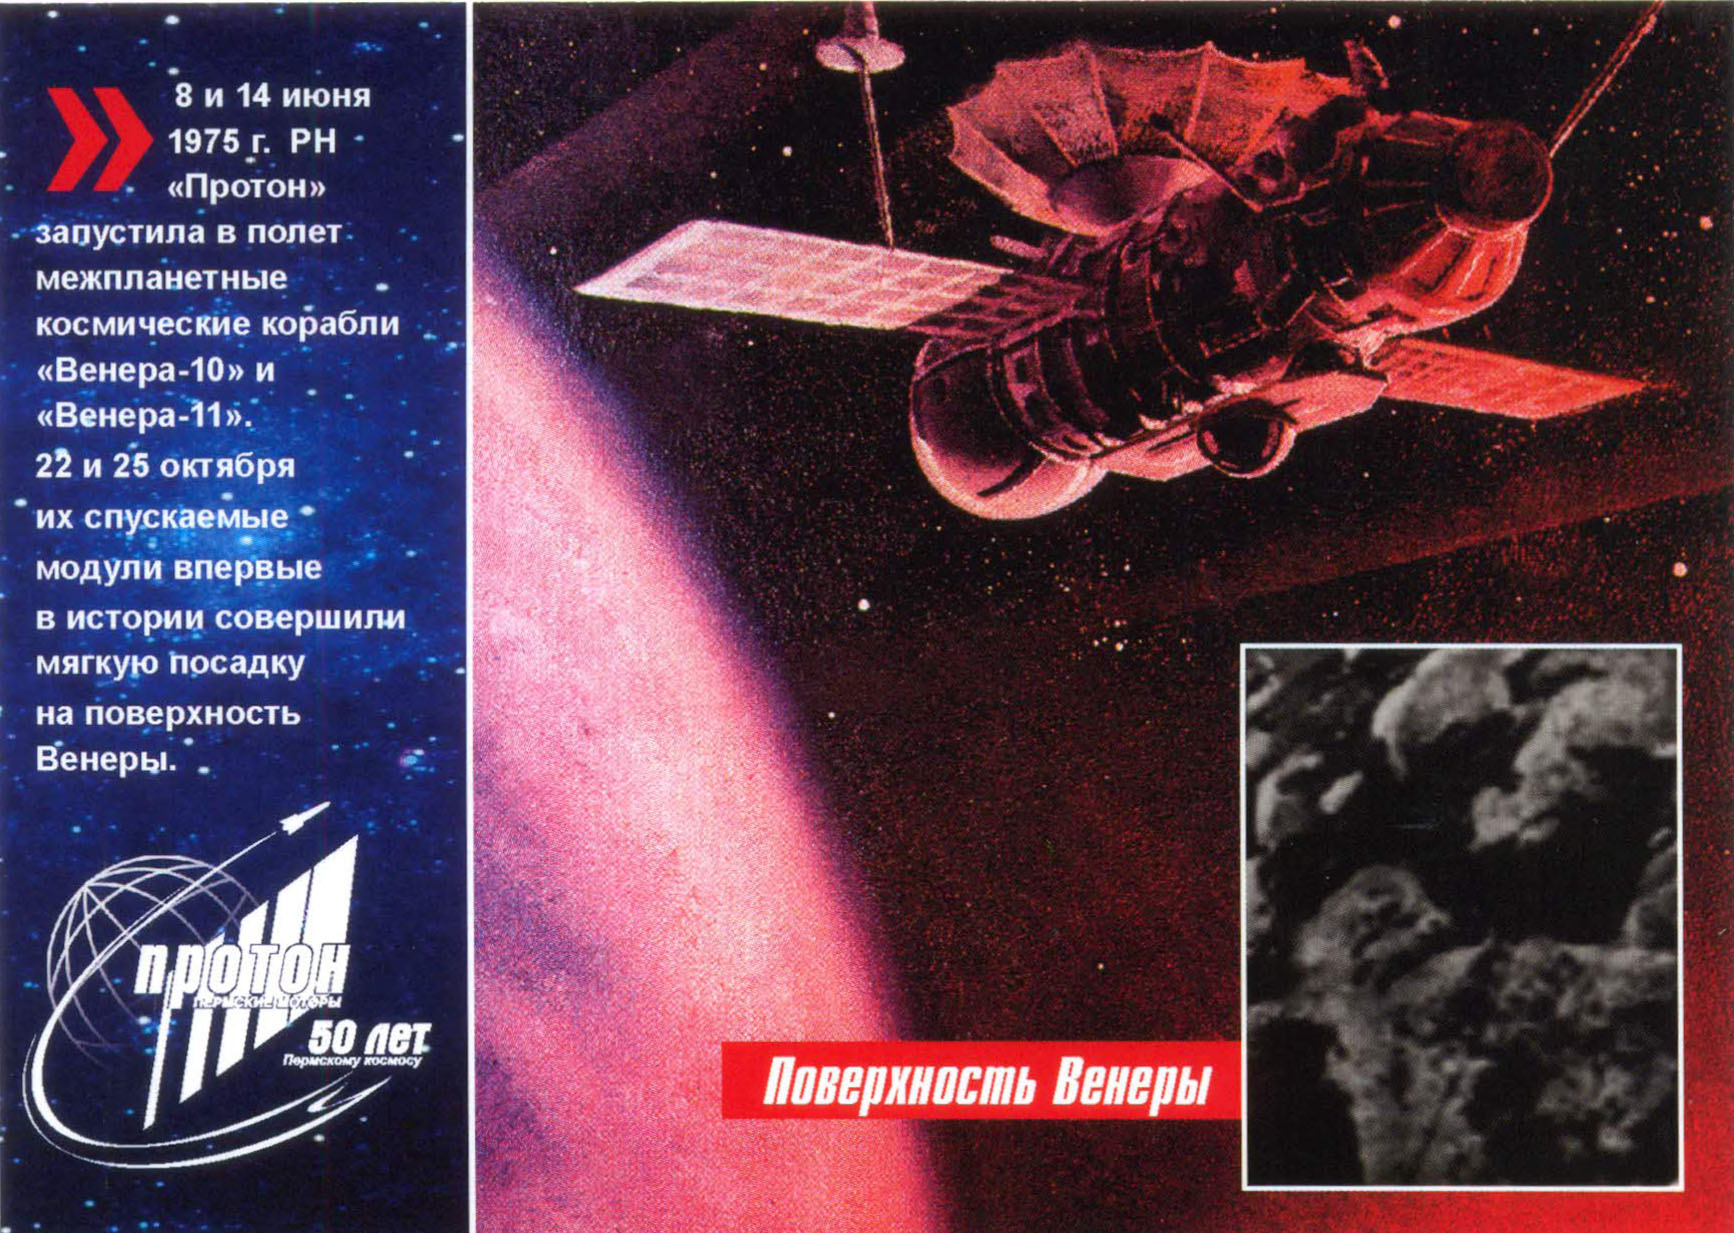 8 и 14 июня
1975 г. РН
«Протон»
запустила в полет
межпланетные
космические корабли
«Венера-10» и
«Венера-11».
22 и 25 октября
их спускаемые
модули впервые
в истории совершили
мягкую посадку
на поверхность
Венеры.
протон
ПЕРМСКИЕ МОТОРЫ
50 лет
Пермскому космосу
Поверхность Венеры